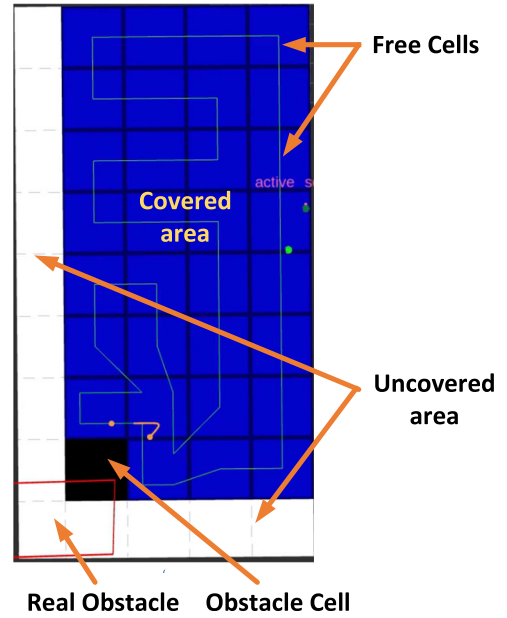 Free Cells
active s
Covered
area
Uncovered
area
Real Obstacle
Obstacle Cell